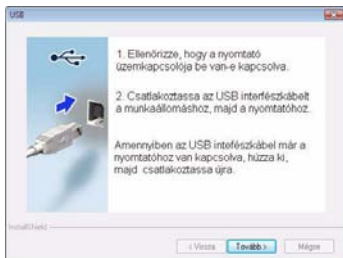 USB
1. Ellenőrizze, hogy a nyomtató
üzemkapcsolója be van-e kapcsolva.
2. Csatlakoztassa az USB interfészkábelt
a munkaállomáshoz, majd a nyomtatóhoz.
Amennyiben az USB intefészkábel már a
nyomtatóhoz van kapcsolva, húzza ki,
majd csatlakoztassa újra.
InstallShield
< Vissza Tovább > Mégse